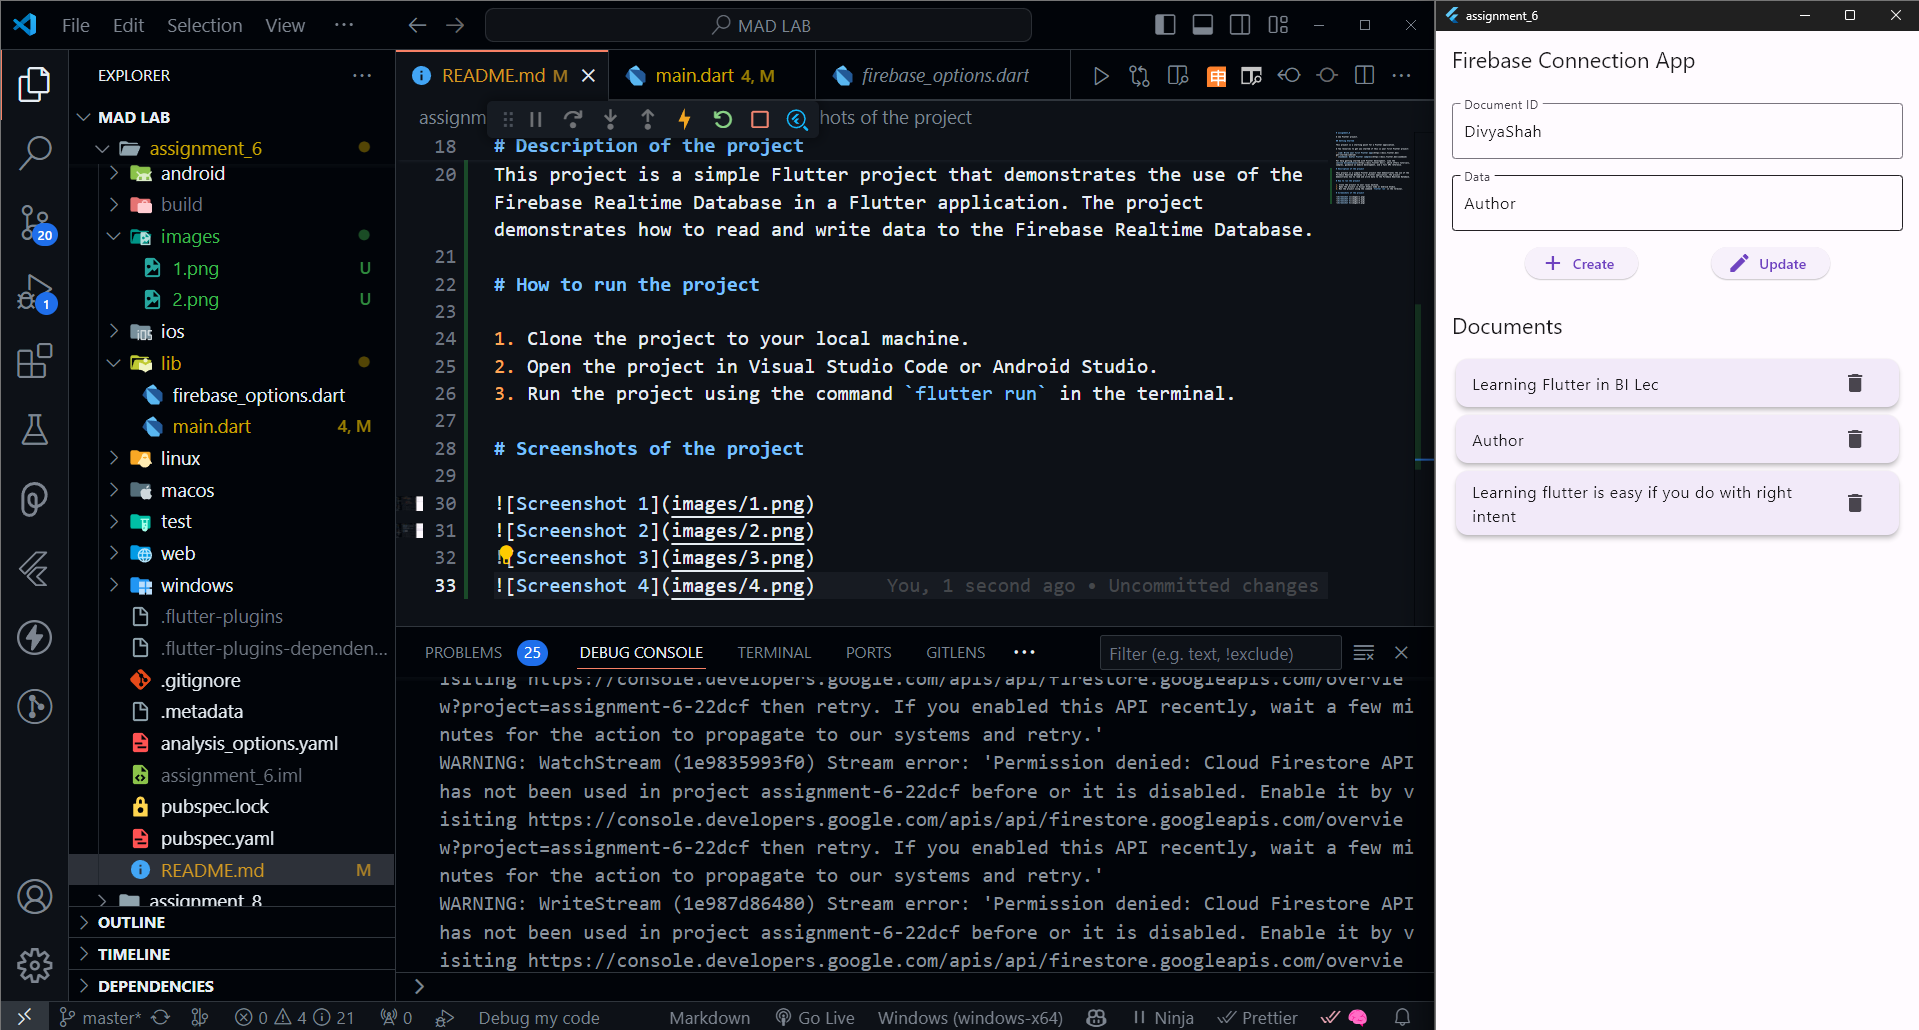 File Edit Selection View ···
MAD LAB
EXPLORER ···
MAD LAB
assignment_6
android
build
images
1.png U
2.png U
ios
lib
firebase_options.dart
main.dart 4, M
linux
macos
test
web
windows
.flutter-plugins
.flutter-plugins-dependen...
.gitignore
.metadata
analysis_options.yaml
assignment_6.iml
pubspec.lock
pubspec.yaml
README.md M
assignment_8
OUTLINE
TIMELINE
DEPENDENCIES
20
1
README.md M
main.dart 4, M
firebase_options.dart
assignm
hots of the project
18 # Description of the project
20 This project is a simple Flutter project that demonstrates the use of the
Firebase Realtime Database in a Flutter application. The project
demonstrates how to read and write data to the Firebase Realtime Database.
21
22 # How to run the project
23
24 1. Clone the project to your local machine.
25 2. Open the project in Visual Studio Code or Android Studio.
26 3. Run the project using the command `flutter run` in the terminal.
27
28 # Screenshots of the project
29
30 ![Screenshot 1](images/1.png)
31 ![Screenshot 2](images/2.png)
32 ![Screenshot 3](images/3.png)
33 ![Screenshot 4](images/4.png) You, 1 second ago • Uncommitted changes
PROBLEMS 25 DEBUG CONSOLE TERMINAL PORTS GITLENS ··· Filter (e.g. text, !exclude)
isiting https://console.developers.google.com/apis/api/firestore.googleapis.com/overvie
w?project=assignment-6-22dcf then retry. If you enabled this API recently, wait a few mi
nutes for the action to propagate to our systems and retry.'
WARNING: WatchStream (1e9835993f0) Stream error: 'Permission denied: Cloud Firestore API
has not been used in project assignment-6-22dcf before or it is disabled. Enable it by v
isiting https://console.developers.google.com/apis/api/firestore.googleapis.com/overvie
w?project=assignment-6-22dcf then retry. If you enabled this API recently, wait a few mi
nutes for the action to propagate to our systems and retry.'
WARNING: WriteStream (1e987d86480) Stream error: 'Permission denied: Cloud Firestore API
has not been used in project assignment-6-22dcf before or it is disabled. Enable it by v
isiting https://console.developers.google.com/apis/api/firestore.googleapis.com/overvie
master* 0 4 21 0 Debug my code Markdown Go Live Windows (windows-x64) Ninja Prettier
assignment_6
Firebase Connection App
Document ID
DivyaShah
Data
Author
Create Update
Documents
Learning Flutter in BI Lec
Author
Learning flutter is easy if you do with right
intent